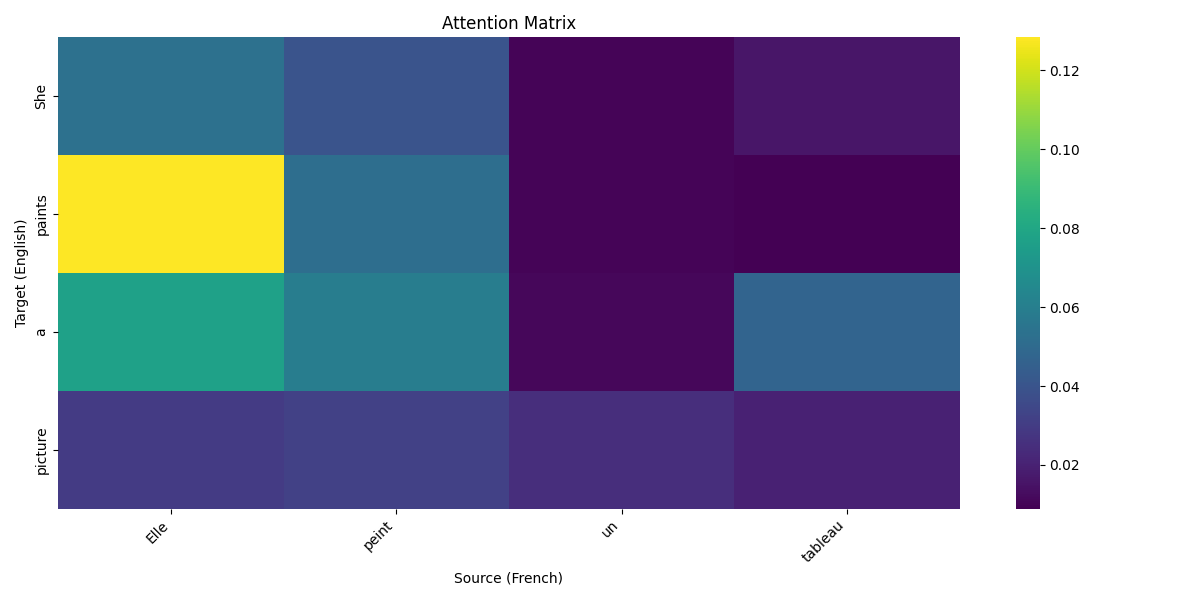 Attention Matrix
Target (English)
She
paints
a
picture
Elle
peint
un
tableau
Source (French)
0.12
0.10
0.08
0.06
0.04
0.02